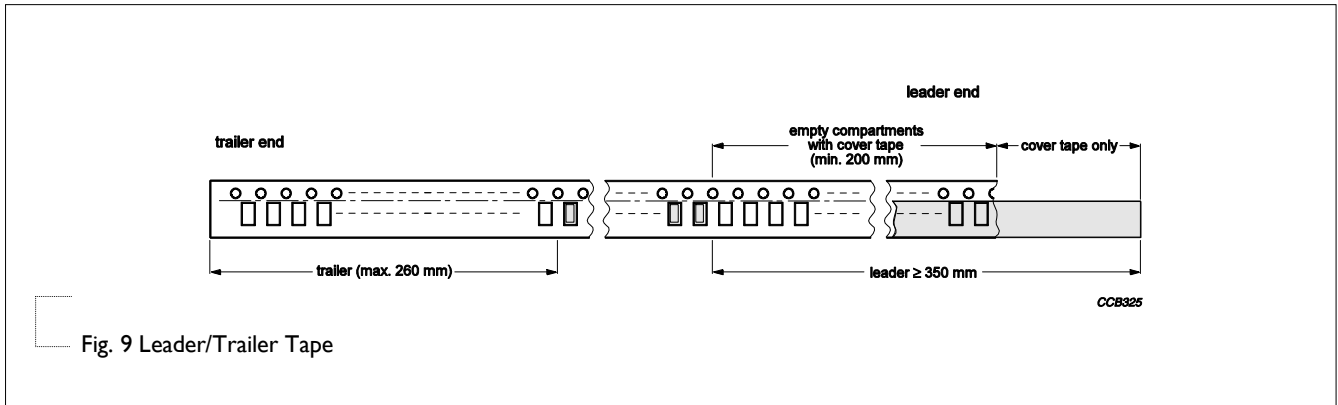 leader end
trailer end
empty compartments
with cover tape
(min. 200 mm)
cover tape only
trailer (max. 260 mm)
leader ≥ 350 mm
CCB325
Fig. 9 Leader/Trailer Tape